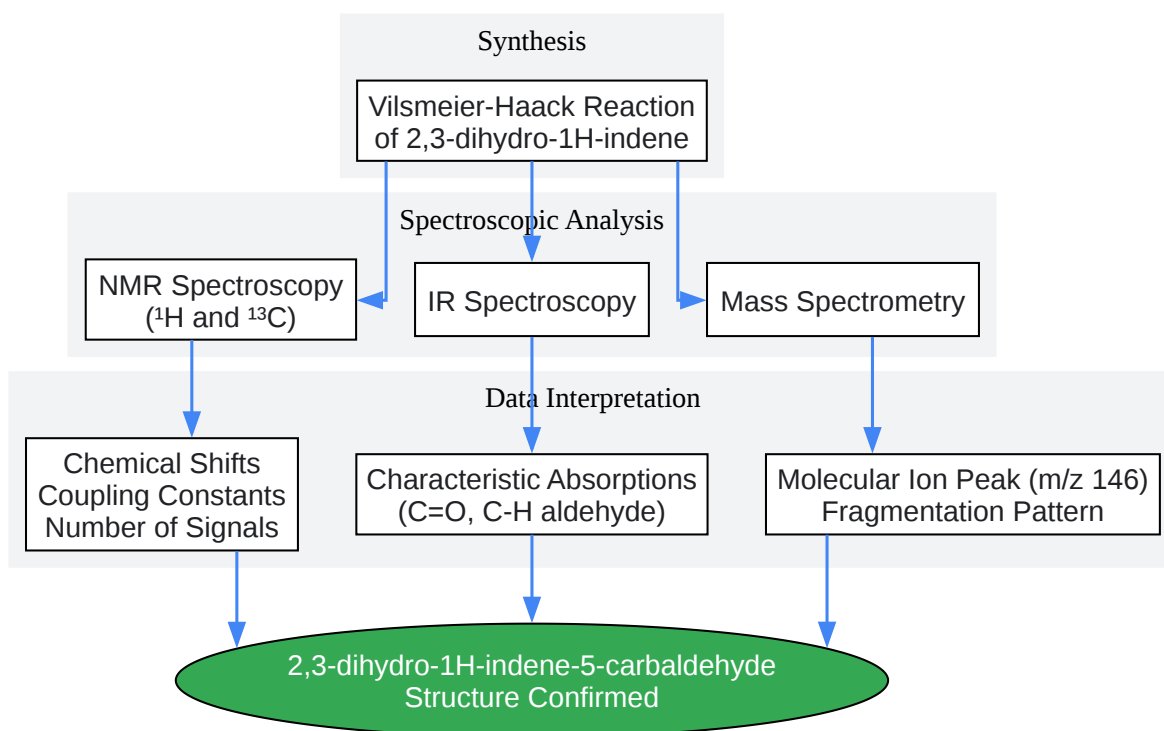 Synthesis
Vilsmeier-Haack Reaction
of 2,3-dihydro-1H-indene
Spectroscopic Analysis
NMR Spectroscopy
(¹H and ¹³C)
IR Spectroscopy
Mass Spectrometry
Data Interpretation
Chemical Shifts
Coupling Constants
Number of Signals
Characteristic Absorptions
(C=O, C-H aldehyde)
Molecular Ion Peak (m/z 146)
Fragmentation Pattern
2,3-dihydro-1H-indene-5-carbaldehyde
Structure Confirmed